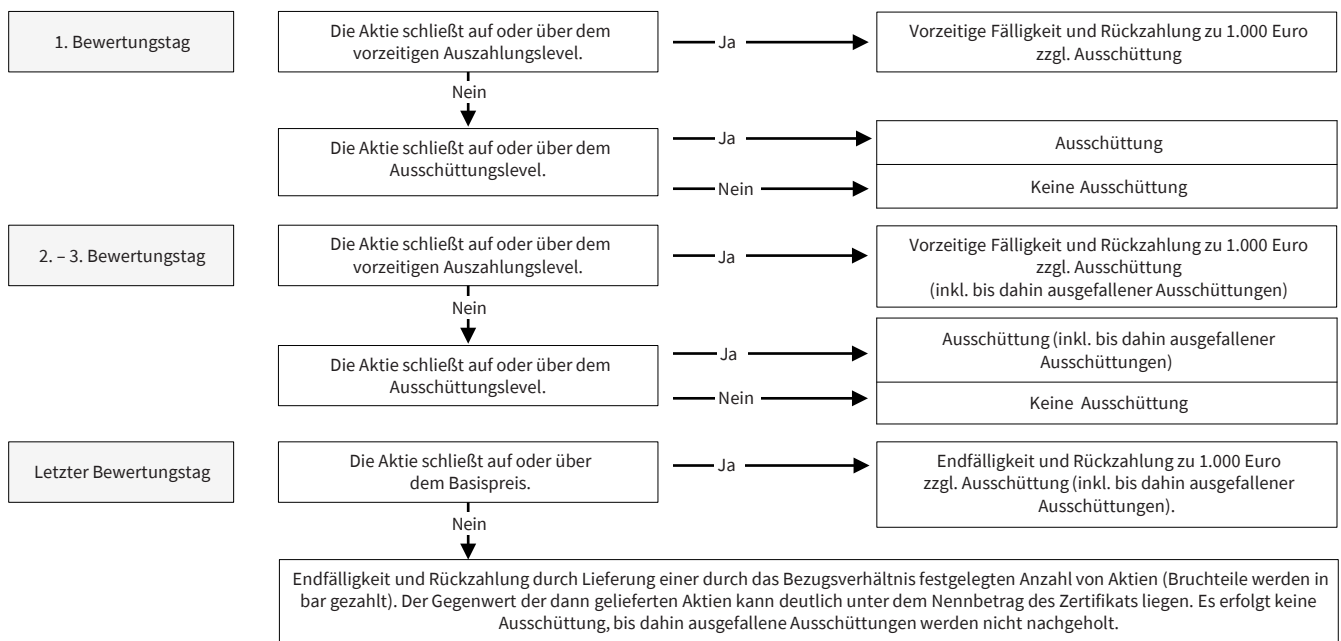 1. Bewertungstag
Die Aktie schließt auf oder über dem
vorzeitigen Auszahlungslevel.
Ja
Vorzeitige Fälligkeit und Rückzahlung zu 1.000 Euro
zzgl. Ausschüttung
Nein
Die Aktie schließt auf oder über dem
Ausschüttungslevel.
Ja
Ausschüttung
Nein
Keine Ausschüttung
2. – 3. Bewertungstag
Die Aktie schließt auf oder über dem
vorzeitigen Auszahlungslevel.
Ja
Vorzeitige Fälligkeit und Rückzahlung zu 1.000 Euro
zzgl. Ausschüttung
(inkl. bis dahin ausgefallener Ausschüttungen)
Nein
Die Aktie schließt auf oder über dem
Ausschüttungslevel.
Ja
Ausschüttung (inkl. bis dahin ausgefallener
Ausschüttungen)
Nein
Keine Ausschüttung
Letzter Bewertungstag
Die Aktie schließt auf oder über
dem Basispreis.
Ja
Endfälligkeit und Rückzahlung zu 1.000 Euro
zzgl. Ausschüttung (inkl. bis dahin ausgefallener
Ausschüttungen).
Nein
Endfälligkeit und Rückzahlung durch Lieferung einer durch das Bezugsverhältnis festgelegten Anzahl von Aktien (Bruchteile werden in
bar gezahlt). Der Gegenwert der dann gelieferten Aktien kann deutlich unter dem Nennbetrag des Zertifikats liegen. Es erfolgt keine
Ausschüttung, bis dahin ausgefallene Ausschüttungen werden nicht nachgeholt.